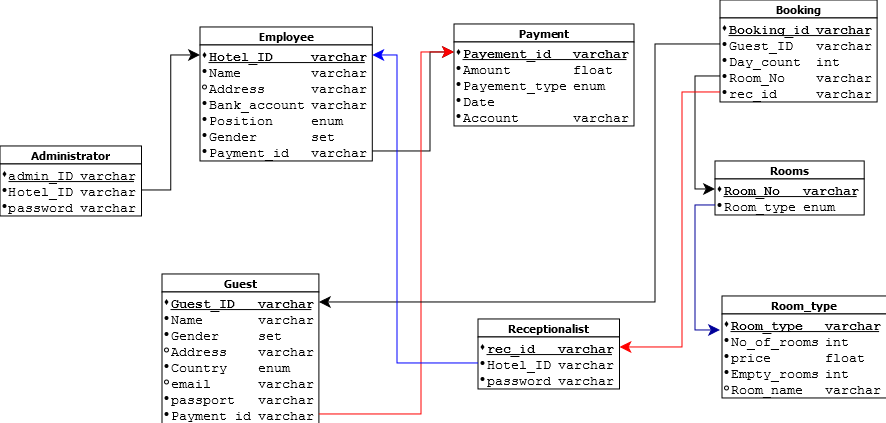 Booking
Booking_id varchar
Guest_ID varchar
Day_count int
Room_No varchar
rec_id varchar
Payment
Payement_id varchar
Amount float
Payement_type enum
Date
Account varchar
Employee
Hotel_ID varchar
Name varchar
Address varchar
Bank_account varchar
Position enum
Gender set
Payment_id varchar
Administrator
admin_ID varchar
Hotel_ID varchar
password varchar
Rooms
Room_No varchar
Room_type enum
Guest
Guest_ID varchar
Name varchar
Gender set
Address varchar
Country enum
email varchar
passport varchar
Payment_id varchar
Receptionalist
rec_id varchar
Hotel_ID varchar
password varchar
Room_type
Room_type varchar
No_of_rooms int
price float
Empty_rooms int
Room_name varchar